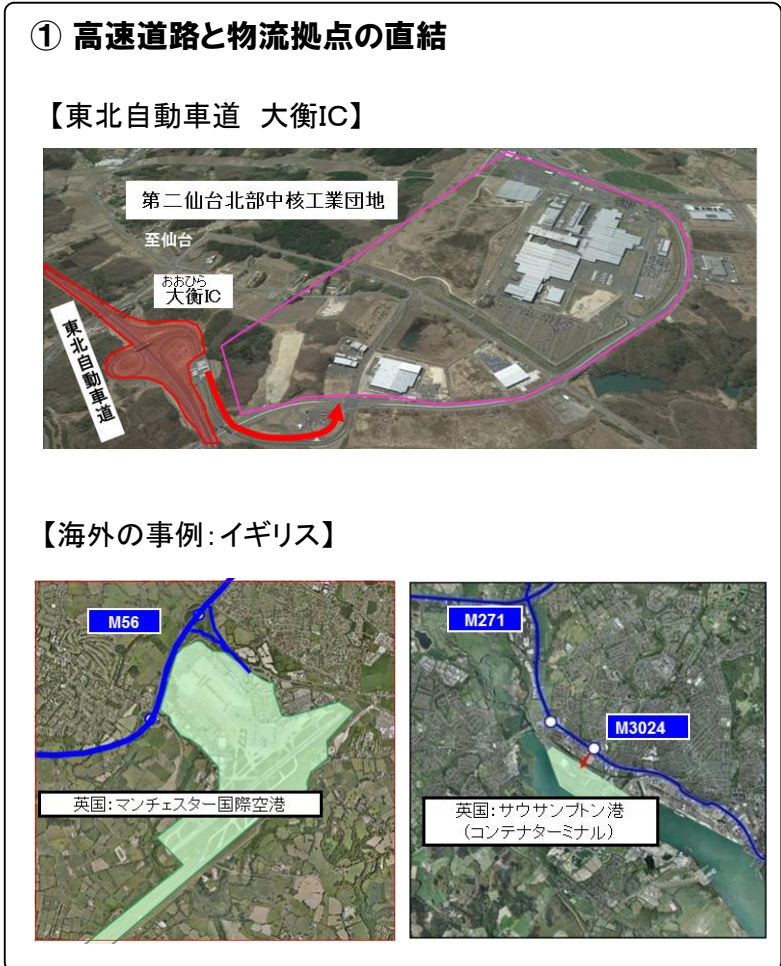 ① 高速道路と物流拠点の直結
【東北自動車道 大衡IC】
第二仙台北部中核工業団地
至仙台
おおひら
大衡IC
東北自動車道
【海外の事例：イギリス】
M56
英国：マンチェスター国際空港
M271
M3024
英国：サウサンプトン港
（コンテナターミナル）